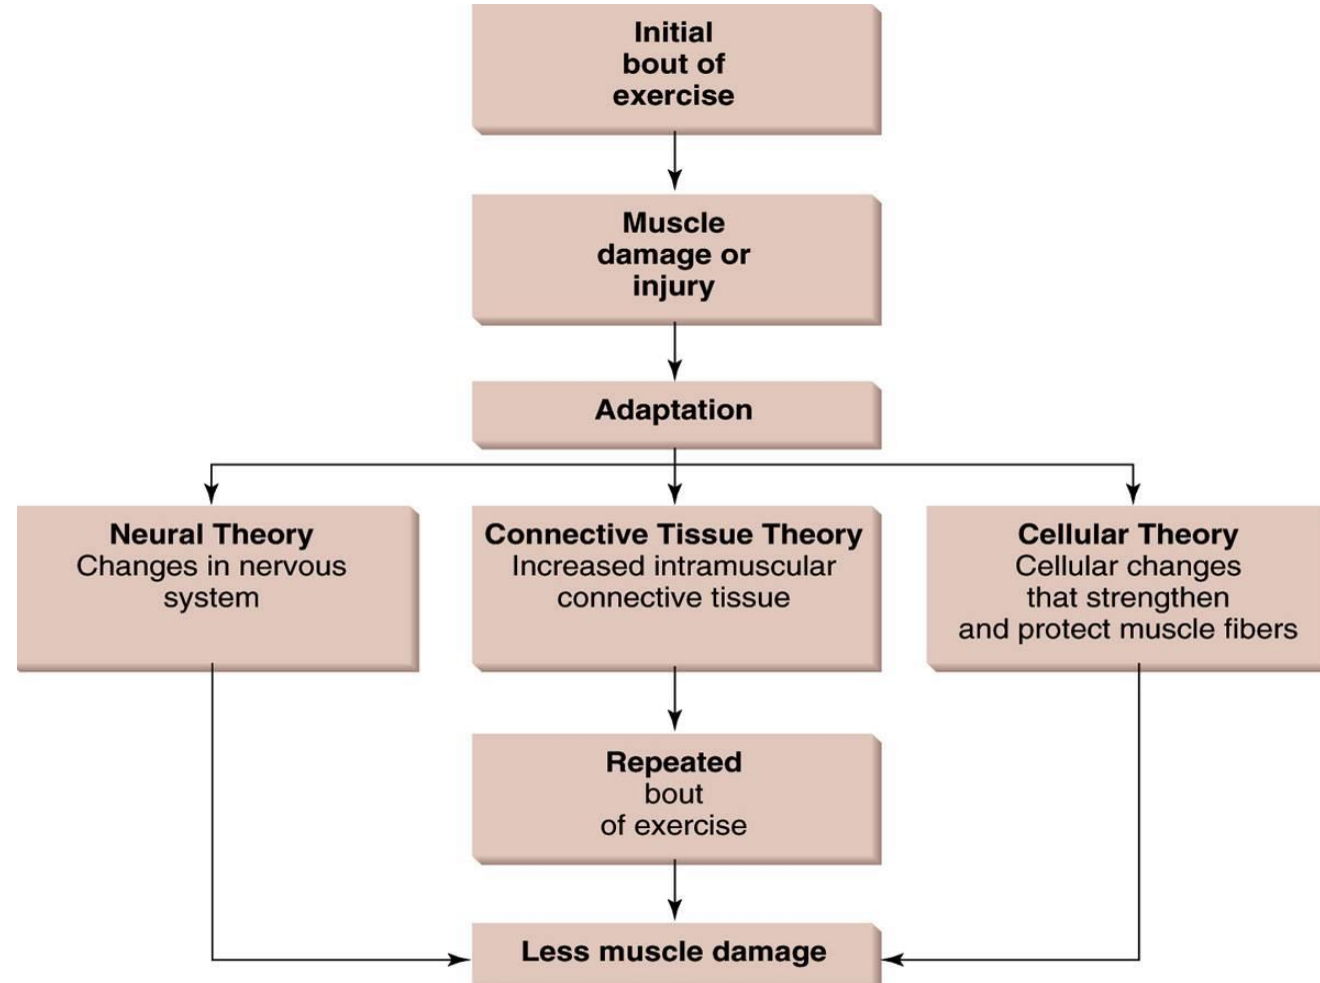 Initial
bout of
exercise
Muscle
damage or
injury
Adaptation
Neural Theory
Changes in nervous
system
Connective Tissue Theory
Increased intramuscular
connective tissue
Cellular Theory
Cellular changes
that strengthen
and protect muscle fibers
Repeated
bout
of exercise
Less muscle damage